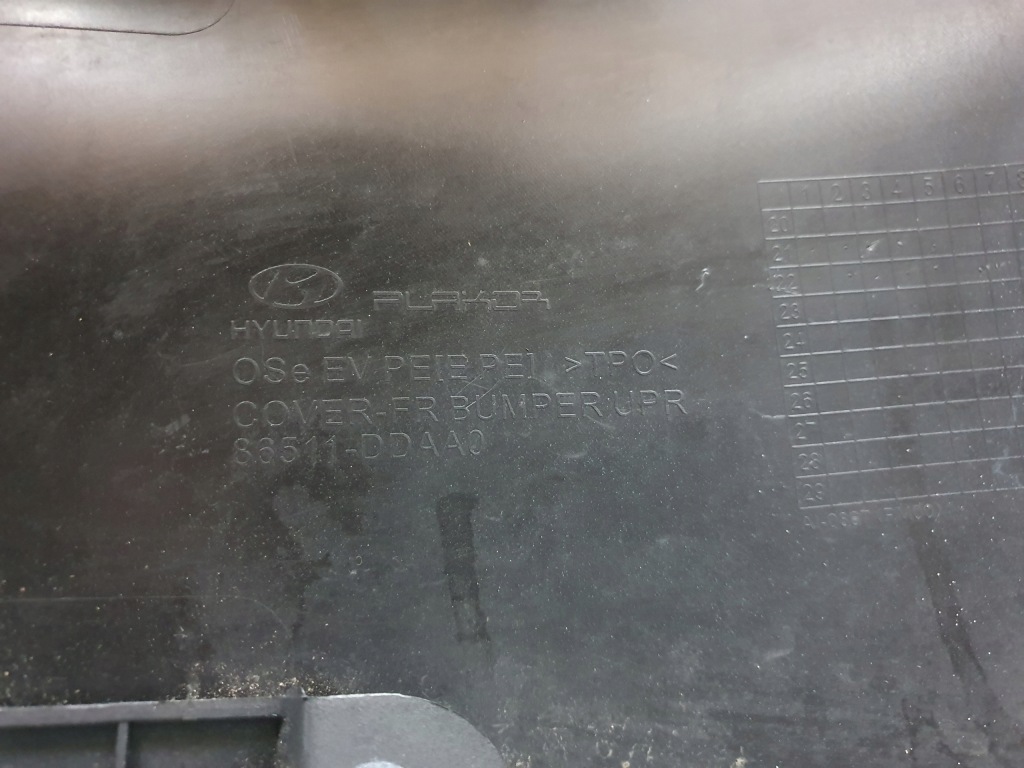 PLAKOR
HYUNDAI
OSe EV PE(E PE)
>TPO<
COVER-FR BUMPER UPR
86511-DDAA0
1 2 3 4 5 6 7 8
20
21
22
23
24
25
26
27
28
29